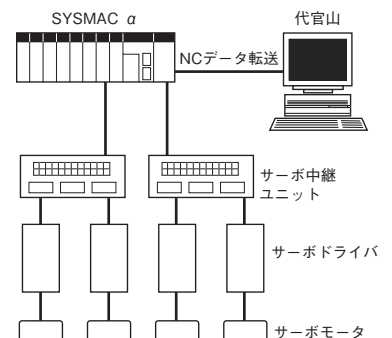 SYSMAC α
代官山
NCデータ転送
サーボ中継
ユニット
サーボドライバ
サーボモータ